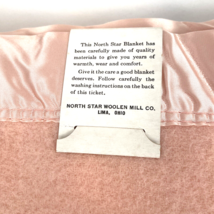 This North Star Blanket has
been carefully made of quality
materials to give you years of
warmth, wear and comfort.
Give it the care a good blanket
deserves. Follow carefully the
washing instructions on the back
of this ticket.
NORTH STAR WOOLEN MILL CO.
LIMA, OHIO